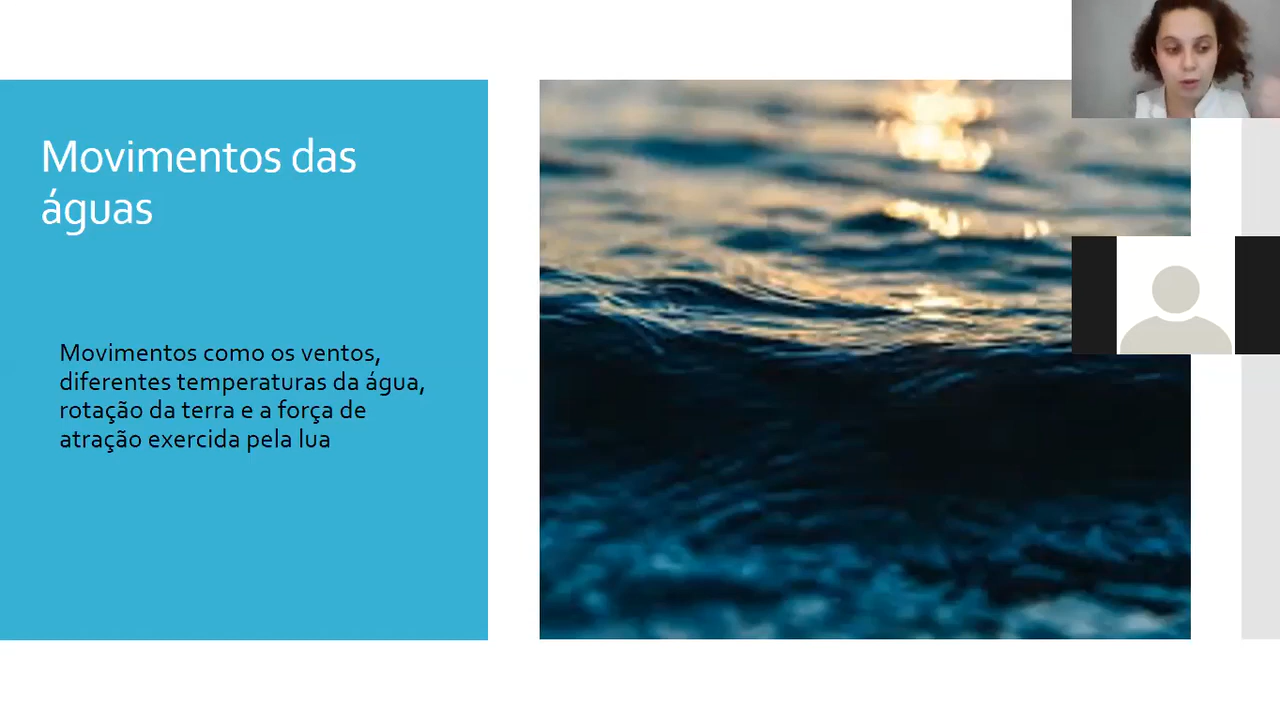 Movimentos das
águas
Movimentos como os ventos,
diferentes temperaturas da água,
rotação da terra e a força de
atração exercida pela lua